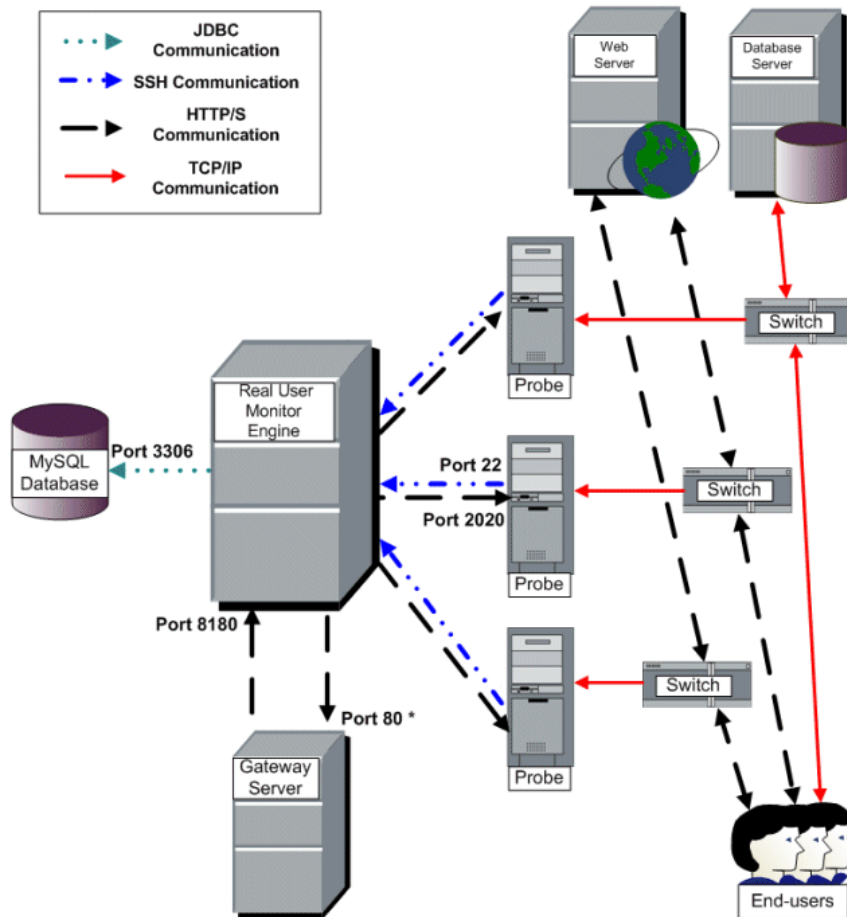 JDBC
Communication
SSH Communication
HTTP/S
Communication
TCP/IP
Communication
Web
Server
Database
Server
Switch
Probe
Real User
Monitor
Engine
Port 3306
MySQL
Database
Port 22
Port 2020
Switch
Probe
Port 8180
Port 80 *
Switch
Probe
Gateway
Server
End-users